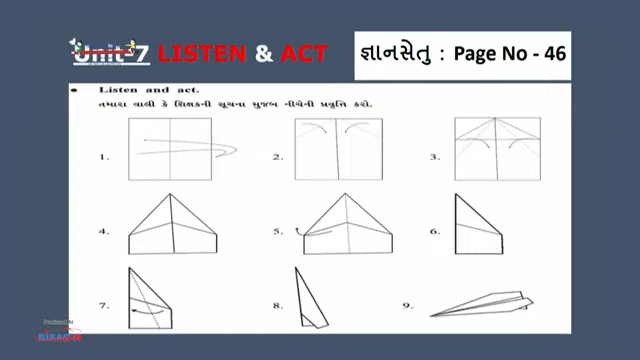 Unit-7 LISTEN & ACT
જ્ઞાનસેતુ : Page No - 46
Listen and act.
તમારા વાલી કે શિક્ષકની સૂચના મુજબ નીચેની પ્રવૃત્તિ કરો.
1. 2. 3.
4. 5. 6.
7. 8. 9.
BISAG-N